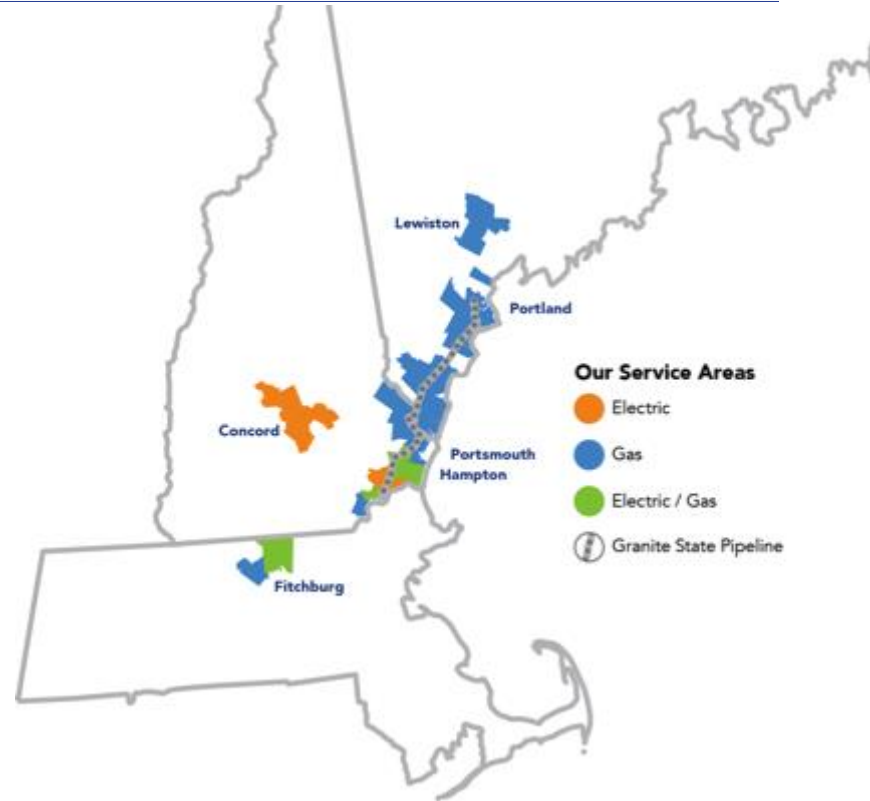 Lewiston
Portland
Our Service Areas
Electric
Concord
Gas
Portsmouth
Hampton
Electric / Gas
Granite State Pipeline
Fitchburg